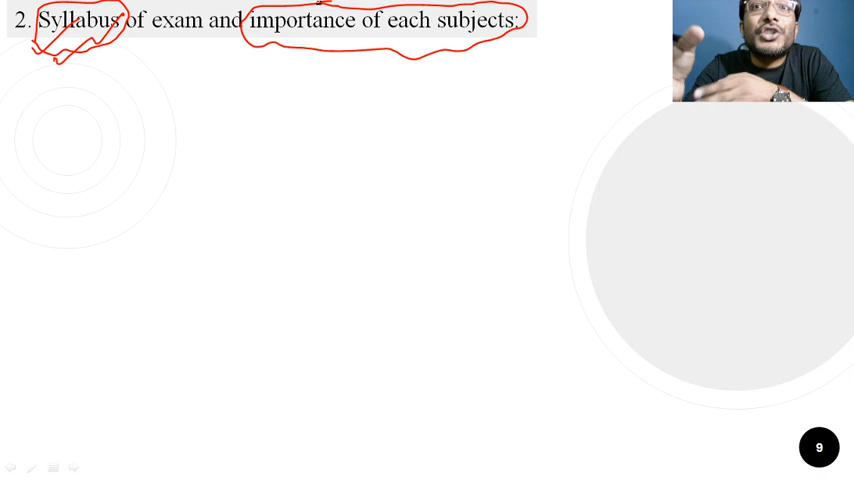 2. Syllabus of exam and importance of each subjects:
9